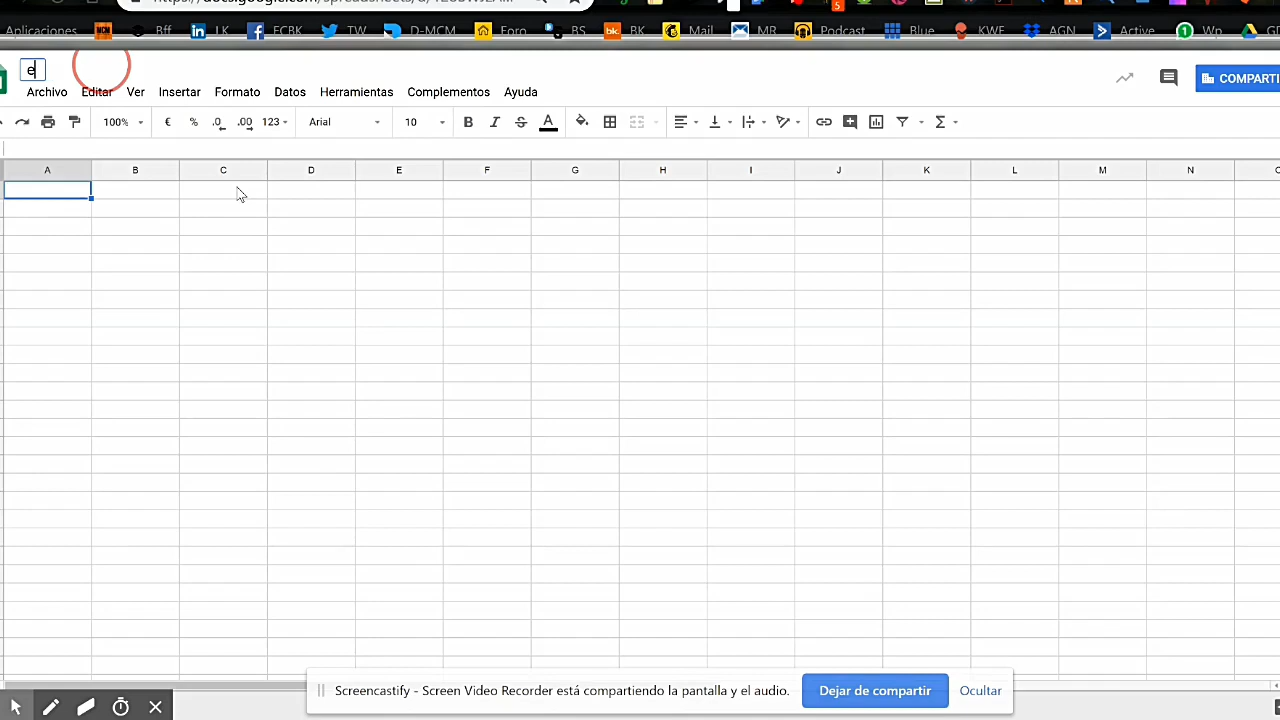 Aplicaciones MCM Bff LK FCBK TW D-MCM Foro BS BK Mail MR Podcast Blue KWF AGN Active Wp
e
COMPARTI
Archivo Editar Ver Insertar Formato Datos Herramientas Complementos Ayuda
100% € % .0 .00 123 Arial 10 B I S A Σ
A B C D E F G H I J K L M N
Screencastify - Screen Video Recorder está compartiendo la pantalla y el audio. Dejar de compartir Ocultar